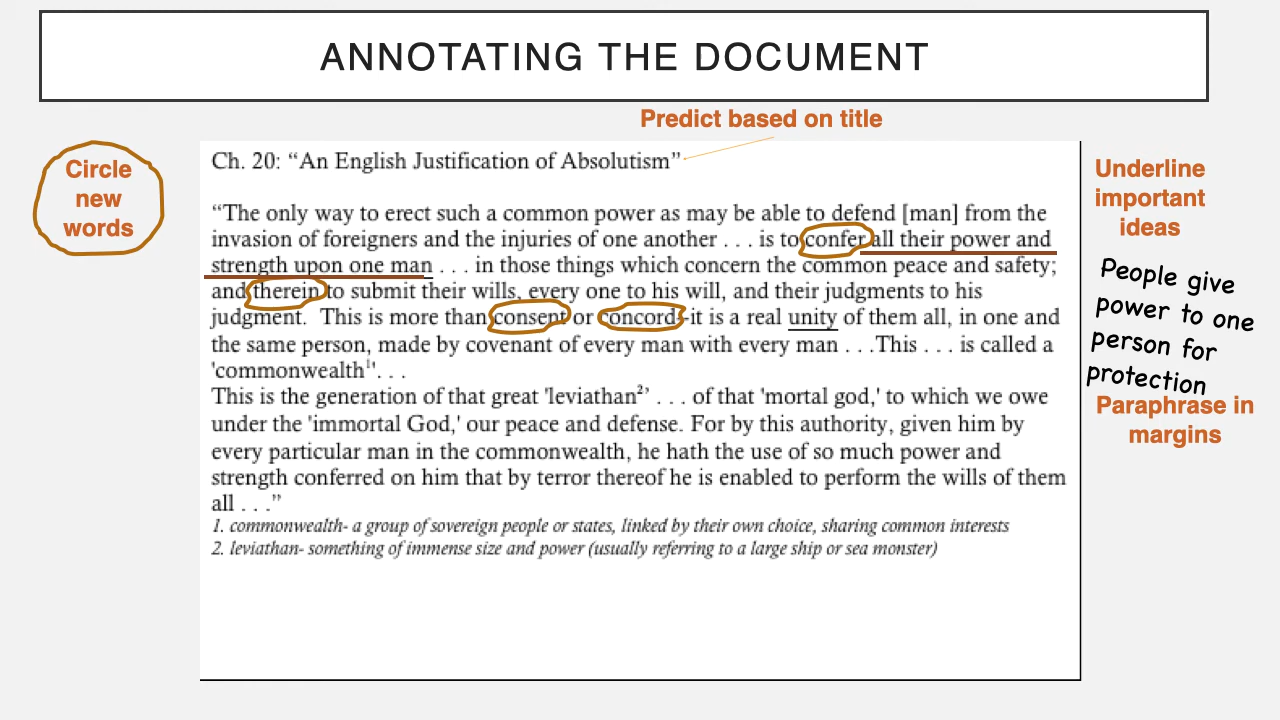 ANNOTATING THE DOCUMENT
Predict based on title
Circle
new
words
Ch. 20: “An English Justification of Absolutism”
“The only way to erect such a common power as may be able to defend [man] from the
invasion of foreigners and the injuries of one another . . . is to confer all their power and
strength upon one man . . . in those things which concern the common peace and safety;
and therein to submit their wills, every one to his will, and their judgments to his
judgment.  This is more than consent or concord-it is a real unity of them all, in one and
the same person, made by covenant of every man with every man . . .This . . . is called a
'commonwealth¹'. . .
This is the generation of that great 'leviathan²’ . . . of that 'mortal god,' to which we owe
under the 'immortal God,' our peace and defense. For by this authority, given him by
every particular man in the commonwealth, he hath the use of so much power and
strength conferred on him that by terror thereof he is enabled to perform the wills of them
all . . .”
1. commonwealth- a group of sovereign people or states, linked by their own choice, sharing common interests
2. leviathan- something of immense size and power (usually referring to a large ship or sea monster)
Underline
important
ideas
People give
power to one
person for
protection
Paraphrase in
margins